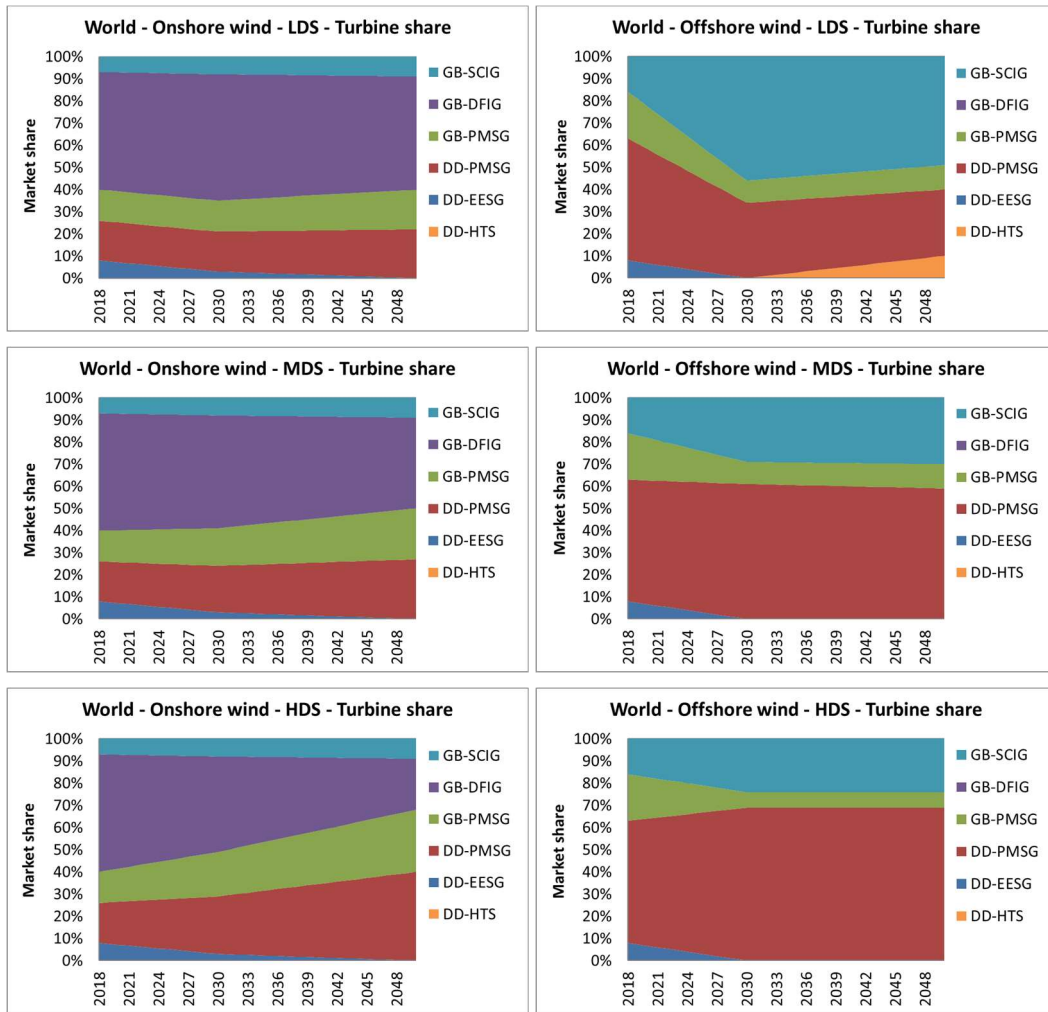 World - Onshore wind - LDS - Turbine share
Market share
100%
90%
80%
70%
60%
50%
40%
30%
20%
10%
0%
2018
2021
2024
2027
2030
2033
2036
2039
2042
2045
2048
GB-SCIG
GB-DFIG
GB-PMSG
DD-PMSG
DD-EESG
DD-HTS
World - Offshore wind - LDS - Turbine share
Market share
100%
90%
80%
70%
60%
50%
40%
30%
20%
10%
0%
2018
2021
2024
2027
2030
2033
2036
2039
2042
2045
2048
GB-SCIG
GB-DFIG
GB-PMSG
DD-PMSG
DD-EESG
DD-HTS
World - Onshore wind - MDS - Turbine share
Market share
100%
90%
80%
70%
60%
50%
40%
30%
20%
10%
0%
2018
2021
2024
2027
2030
2033
2036
2039
2042
2045
2048
GB-SCIG
GB-DFIG
GB-PMSG
DD-PMSG
DD-EESG
DD-HTS
World - Offshore wind - MDS - Turbine share
Market share
100%
90%
80%
70%
60%
50%
40%
30%
20%
10%
0%
2018
2021
2024
2027
2030
2033
2036
2039
2042
2045
2048
GB-SCIG
GB-DFIG
GB-PMSG
DD-PMSG
DD-EESG
DD-HTS
World - Onshore wind - HDS - Turbine share
Market share
100%
90%
80%
70%
60%
50%
40%
30%
20%
10%
0%
2018
2021
2024
2027
2030
2033
2036
2039
2042
2045
2048
GB-SCIG
GB-DFIG
GB-PMSG
DD-PMSG
DD-EESG
DD-HTS
World - Offshore wind - HDS - Turbine share
Market share
100%
90%
80%
70%
60%
50%
40%
30%
20%
10%
0%
2018
2021
2024
2027
2030
2033
2036
2039
2042
2045
2048
GB-SCIG
GB-DFIG
GB-PMSG
DD-PMSG
DD-EESG
DD-HTS